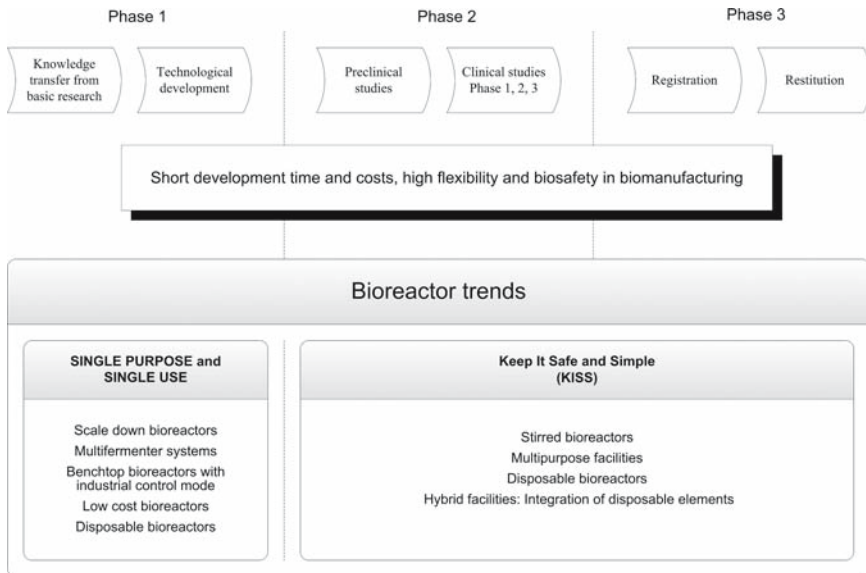 Phase 1
Phase 2
Phase 3
Knowledge
transfer from
basic research
Technological
development
Preclinical
studies
Clinical studies
Phase 1, 2, 3
Registration
Restitution
Short development time and costs, high flexibility and biosafety in biomanufacturing
Bioreactor trends
SINGLE PURPOSE and
SINGLE USE
Scale down bioreactors
Multifermenter systems
Benchtop bioreactors with
industrial control mode
Low cost bioreactors
Disposable bioreactors
Keep It Safe and Simple
(KISS)
Stirred bioreactors
Multipurpose facilities
Disposable bioreactors
Hybrid facilities: Integration of disposable elements